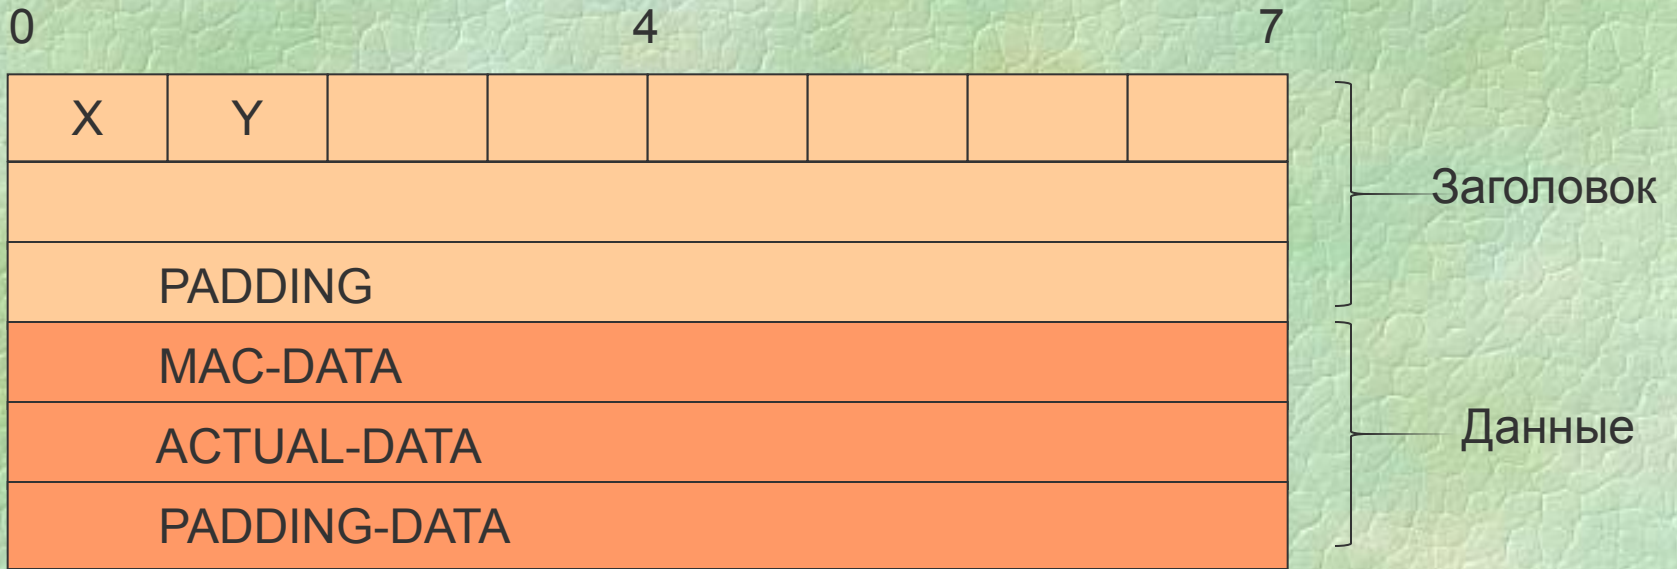 0 4 7
X Y
Заголовок
PADDING
MAC-DATA
Данные
ACTUAL-DATA
PADDING-DATA